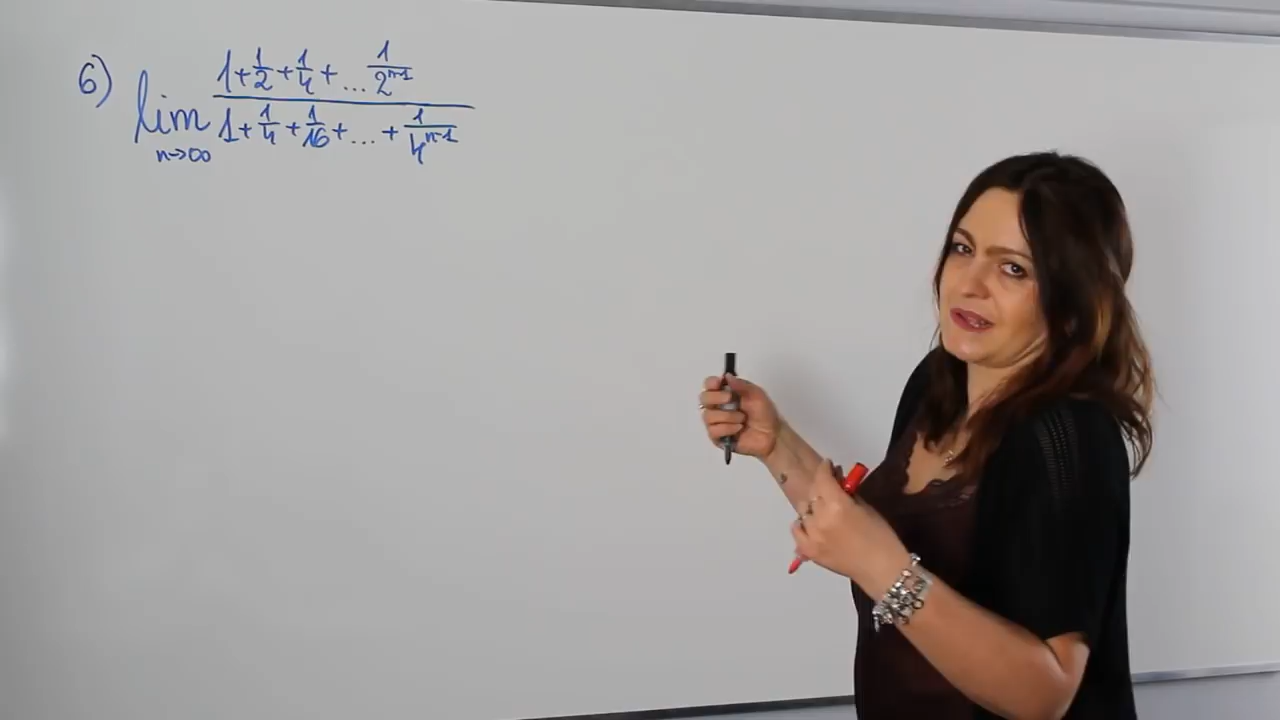 6) lim n→∞ (1+1/2+1/4+...1/2^(n-1))/(1+1/4+1/16+...+1/4^(n-1))